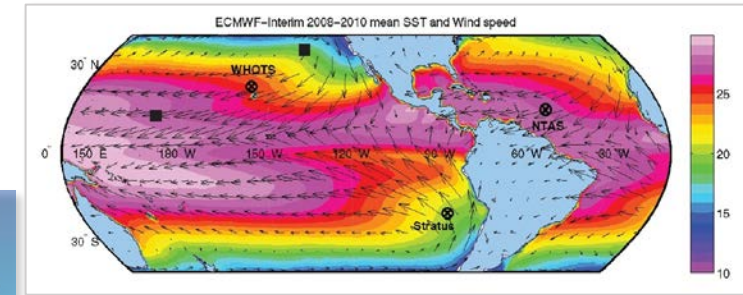 ECMWF-Interim 2008-2010 mean SST and Wind speed
30° N
WHOTS
NTAS
0° 150° E 180° W 150° W 120° W 90° W 60° W 30° W
Stratus
30° S
25
20
15
10